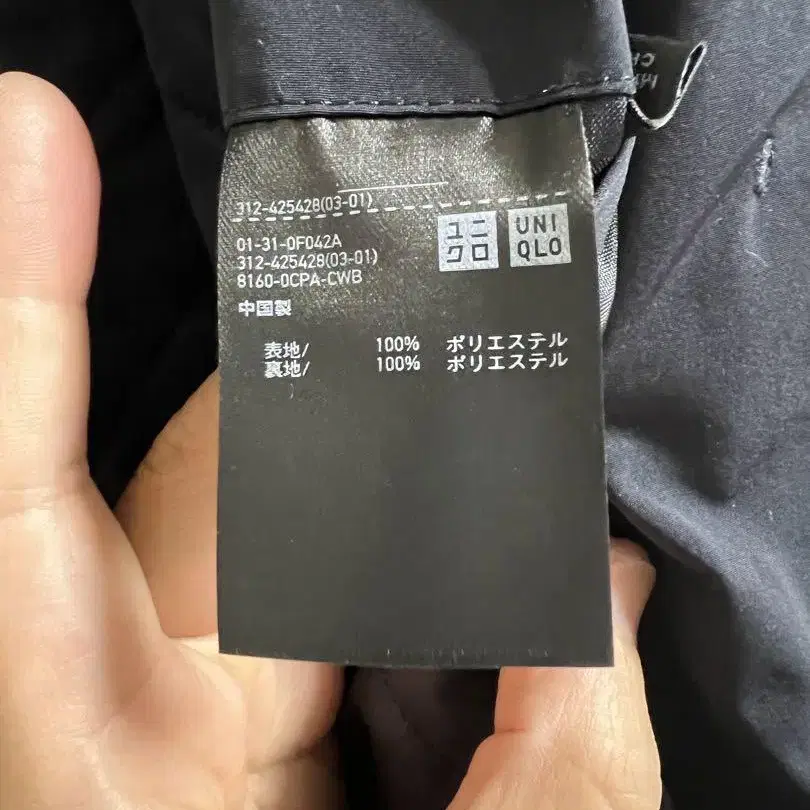 312-425428(03-01)
ユニクロ
UNIQLO
01-31-0F042A
312-425428(03-01)
8160-0CPA-CWB
中国製
表地/ 100% ポリエステル
裏地/ 100% ポリエステル